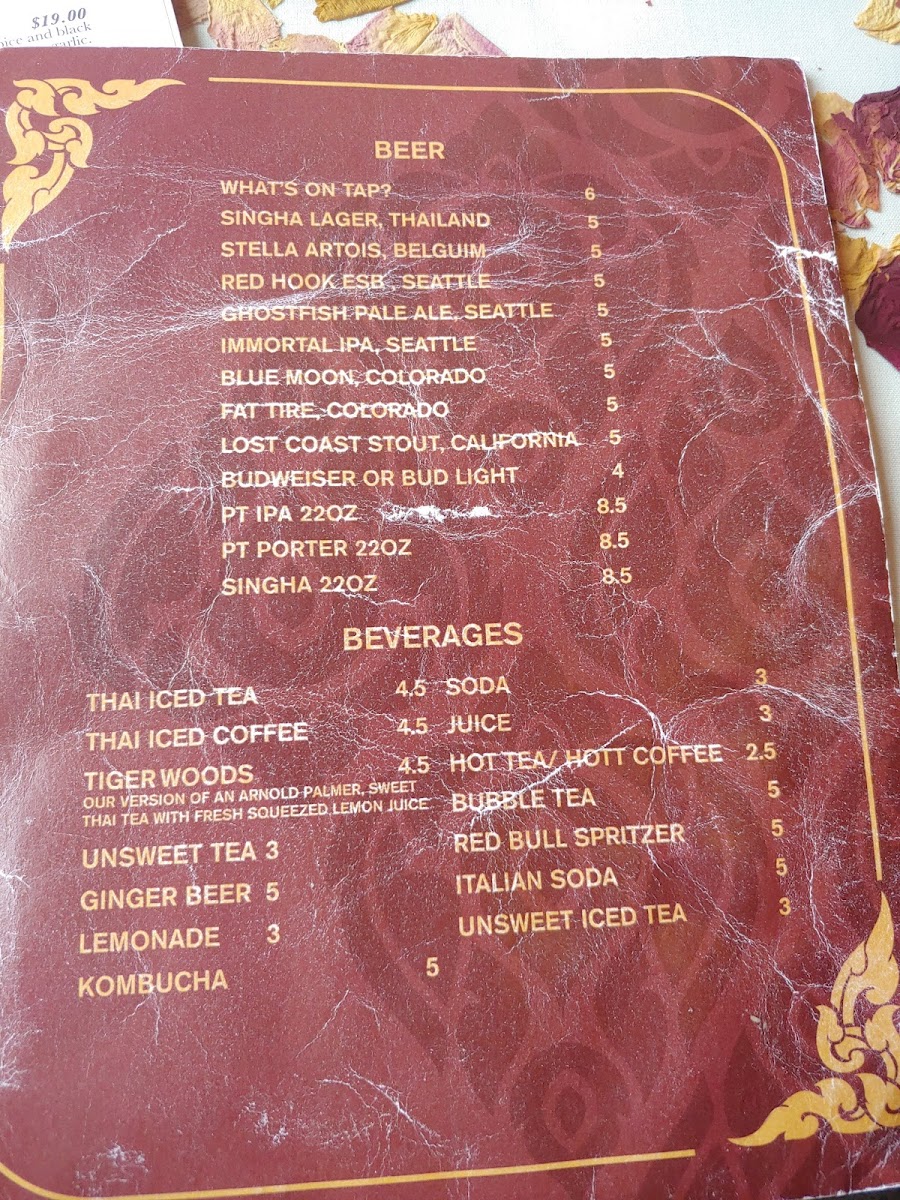 $19.00
and black
garlic.
BEER
WHAT'S ON TAP? 6
SINGHA LAGER, THAILAND 5
STELLA ARTOIS, BELGUIM 5
RED HOOK ESB , SEATTLE 5
GHOSTFISH PALE ALE, SEATTLE 5
IMMORTAL IPA, SEATTLE 5
BLUE MOON, COLORADO 5
FAT TIRE, COLORADO 5
LOST COAST STOUT, CALIFORNIA 5
BUDWEISER OR BUD LIGHT 4
PT IPA 22OZ 8.5
PT PORTER 22OZ 8.5
SINGHA 22OZ 8.5
BEVERAGES
THAI ICED TEA 4.5
THAI ICED COFFEE 4.5
TIGER WOODS 4.5
OUR VERSION OF AN ARNOLD PALMER, SWEET
THAI TEA WITH FRESH SQUEEZED LEMON JUICE
UNSWEET TEA 3
GINGER BEER 5
LEMONADE 3
KOMBUCHA 5
SODA 3
JUICE 3
HOT TEA/ HOTT COFFEE 2.5
BUBBLE TEA 5
RED BULL SPRITZER 5
ITALIAN SODA 5
UNSWEET ICED TEA 3